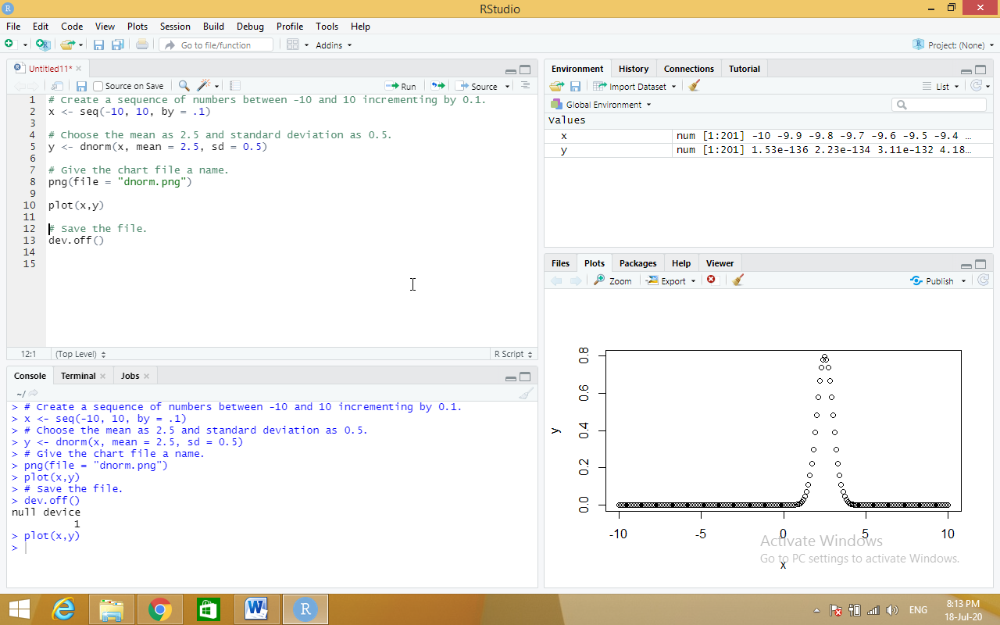 RStudio
File Edit Code View Plots Session Build Debug Profile Tools Help
Go to file/function Addins Project: (None)
Untitled11*
Source on Save Run Source
1 # Create a sequence of numbers between -10 and 10 incrementing by 0.1.
2 x <- seq(-10, 10, by = .1)
3
4 # Choose the mean as 2.5 and standard deviation as 0.5.
5 y <- dnorm(x, mean = 2.5, sd = 0.5)
6
7 # Give the chart file a name.
8 png(file = "dnorm.png")
9
10 plot(x,y)
11
12 # Save the file.
13 dev.off()
14
15
12:1 (Top Level) R Script
Console Terminal Jobs
~/
> # Create a sequence of numbers between -10 and 10 incrementing by 0.1.
> x <- seq(-10, 10, by = .1)
> # Choose the mean as 2.5 and standard deviation as 0.5.
> y <- dnorm(x, mean = 2.5, sd = 0.5)
> # Give the chart file a name.
> png(file = "dnorm.png")
> plot(x,y)
> # Save the file.
> dev.off()
null device
1
> plot(x,y)
>
Environment History Connections Tutorial
Import Dataset List
Global Environment
Values
x num [1:201] -10 -9.9 -9.8 -9.7 -9.6 -9.5 -9.4 …
y num [1:201] 1.53e-136 2.23e-134 3.11e-132 4.18…
Files Plots Packages Help Viewer
Zoom Export Publish
0.8
0.6
0.4
0.2
0.0
y
-10 -5 0 5 10
x
Activate Windows
Go to PC settings to activate Windows.
ENG
8:13 PM
18-Jul-20